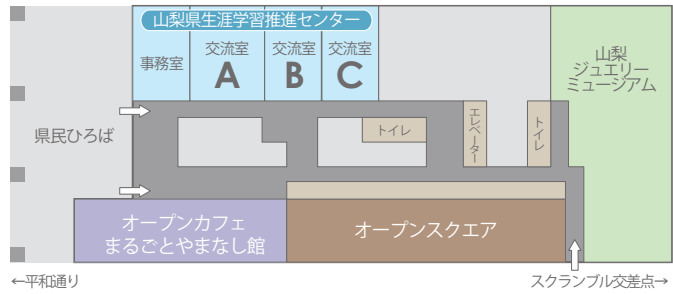 山梨県生涯学習推進センター
事務室
交流室
A
交流室
B
交流室
C
山梨
ジュエリー
ミュージアム
県民ひろば
トイレ
エレベーター
トイレ
オープンカフェ
まるごとやまなし館
オープンスクエア
←平和通り
スクランブル交差点→